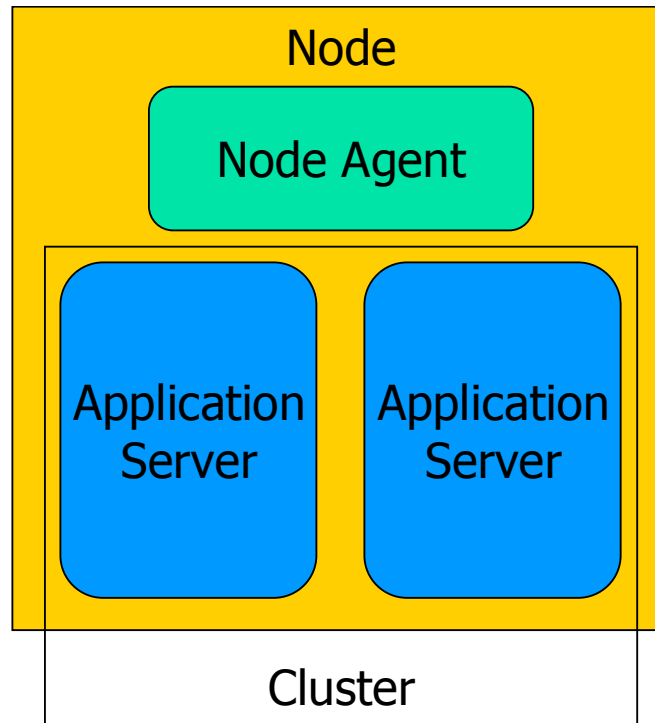 Node
Node Agent
Application
Server
Application
Server
Cluster